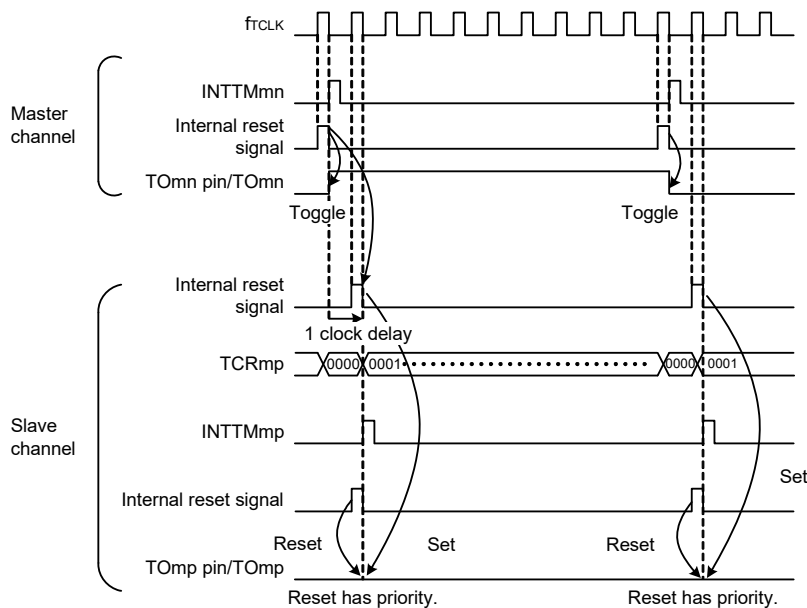 fTCLK
INTTMmn
Master
channel
Internal reset
signal
TOmn pin/TOmn
Toggle
Toggle
Internal reset
signal
1 clock delay
TCRmp
0000
0001
0000
0001
Slave
channel
INTTMmp
Set
Internal reset signal
Reset
Set
Reset
TOmp pin/TOmp
Reset has priority.
Reset has priority.